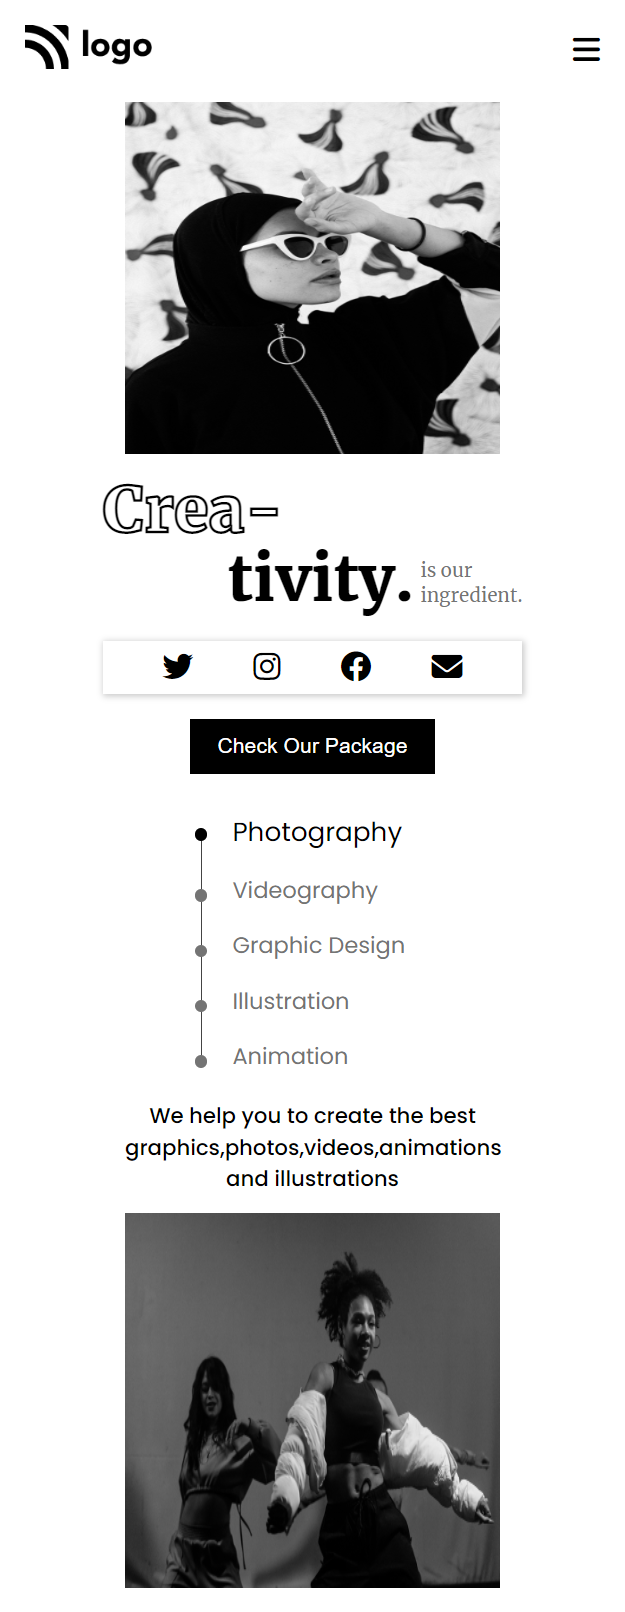 logo
Crea-
tivity. is our
ingredient.
Check Our Package
Photography
Videography
Graphic Design
Illustration
Animation
We help you to create the best
graphics,photos,videos,animations
and illustrations